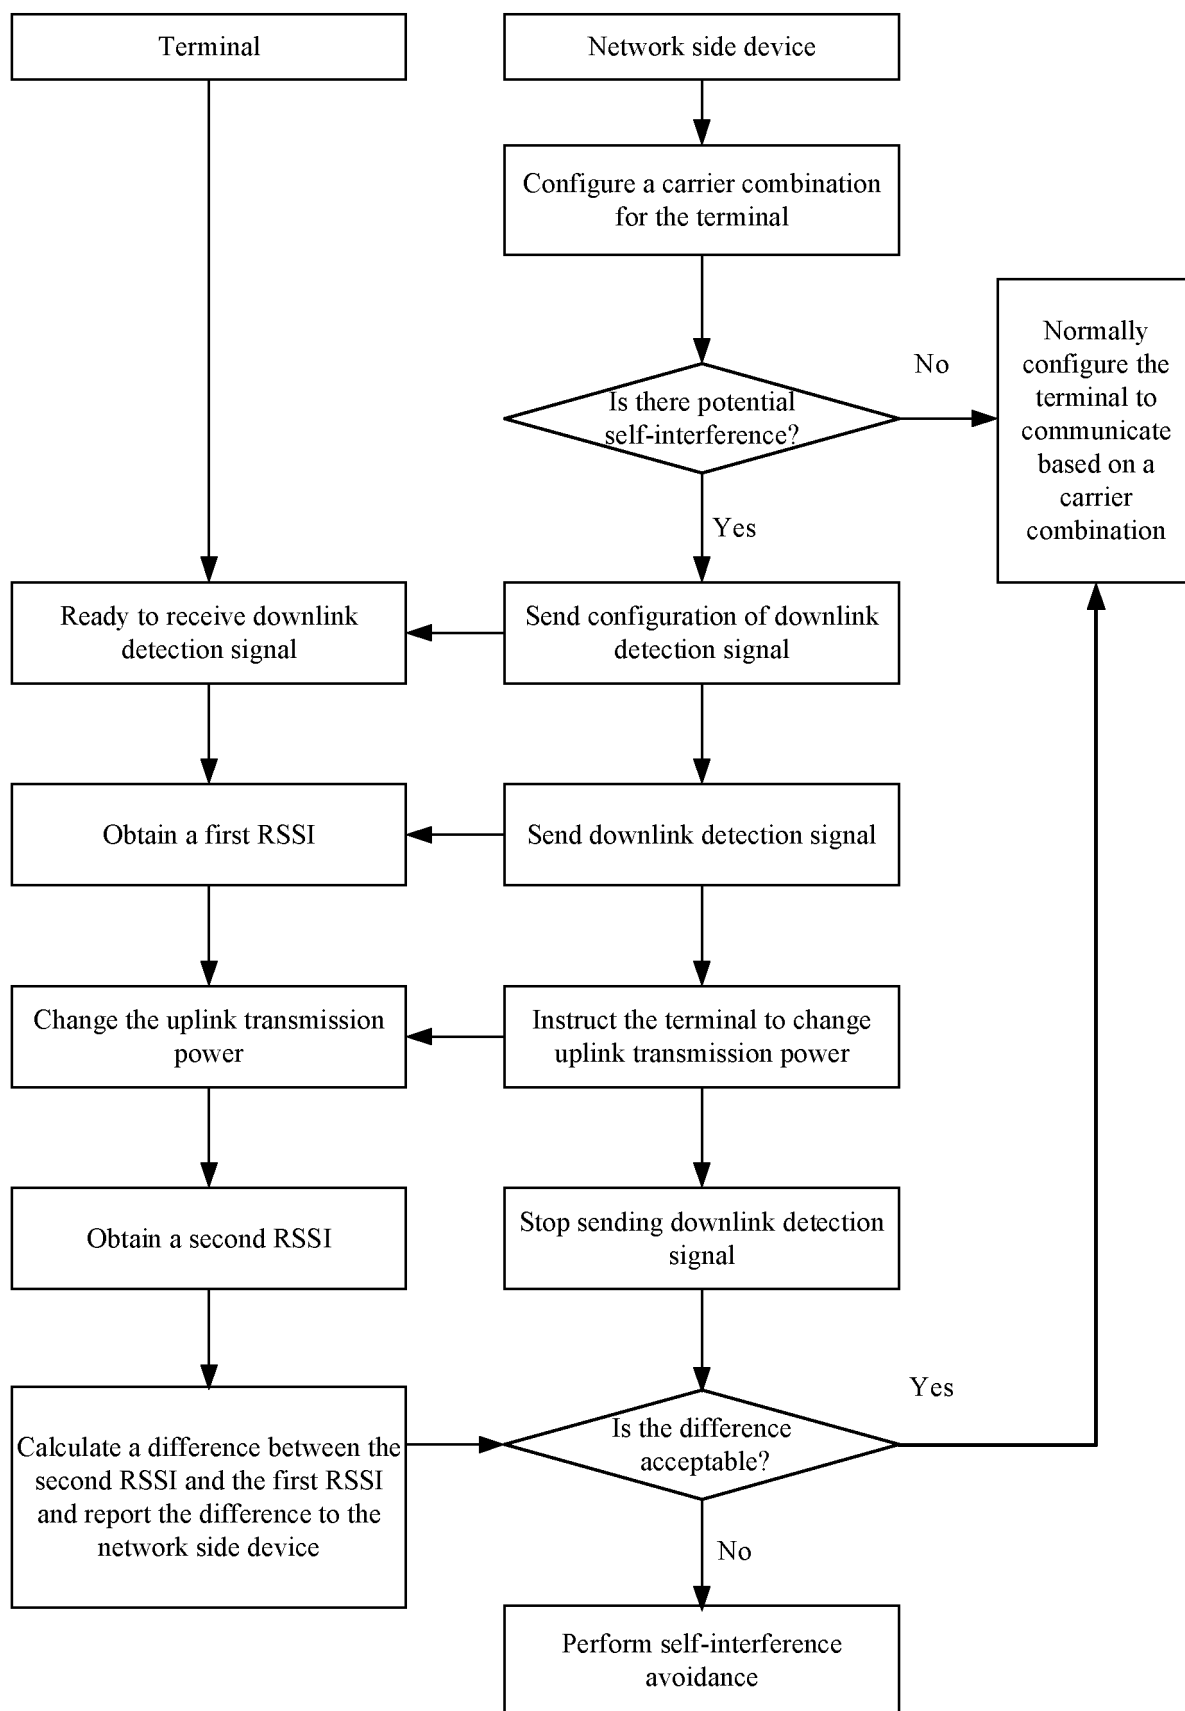 Terminal
Network side device
Configure a carrier combination
for the terminal
Is there potential
self-interference?
No
Normally
configure the
terminal to
communicate
based on a
carrier
combination
Yes
Ready to receive downlink
detection signal
Send configuration of downlink
detection signal
Obtain a first RSSI
Send downlink detection signal
Change the uplink transmission
power
Instruct the terminal to change
uplink transmission power
Obtain a second RSSI
Stop sending downlink detection
signal
Calculate a difference between the
second RSSI and the first RSSI
and report the difference to the
network side device
Is the difference
acceptable?
Yes
No
Perform self-interference
avoidance